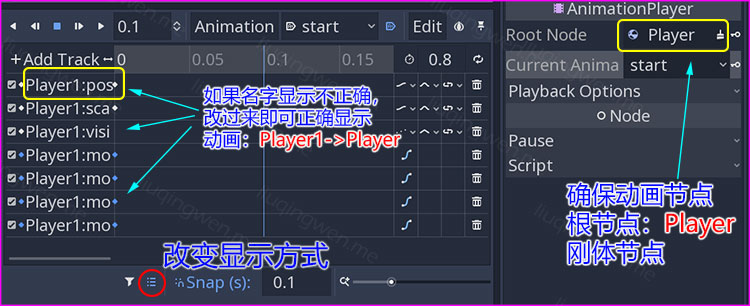 0.1 Animation start Edit
Add Track 0 0.05 0.1 0.15 0.8
Player1:pos
Player1:sca
Player1:visi
Player1:mo
Player1:mo
Player1:mo
Player1:mo
如果名字显示不正确,
改过来即可正确显示
动画：Player1->Player
改变显示方式
Snap (s): 0.1
AnimationPlayer
Root Node Player
Current Anima start
Playback Options
Node
Pause
Script
确保动画节点
根节点：Player
刚体节点
liuqingwen.me